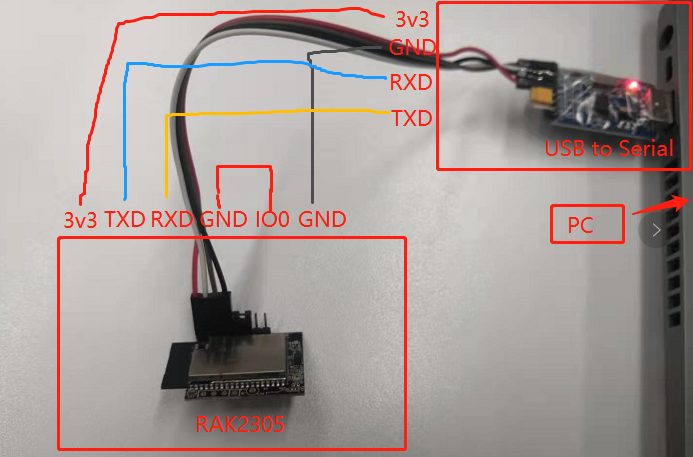 3v3
GND
RXD
TXD
USB to Serial
3v3 TXD RXD GND IO0 GND
PC
RAK2305